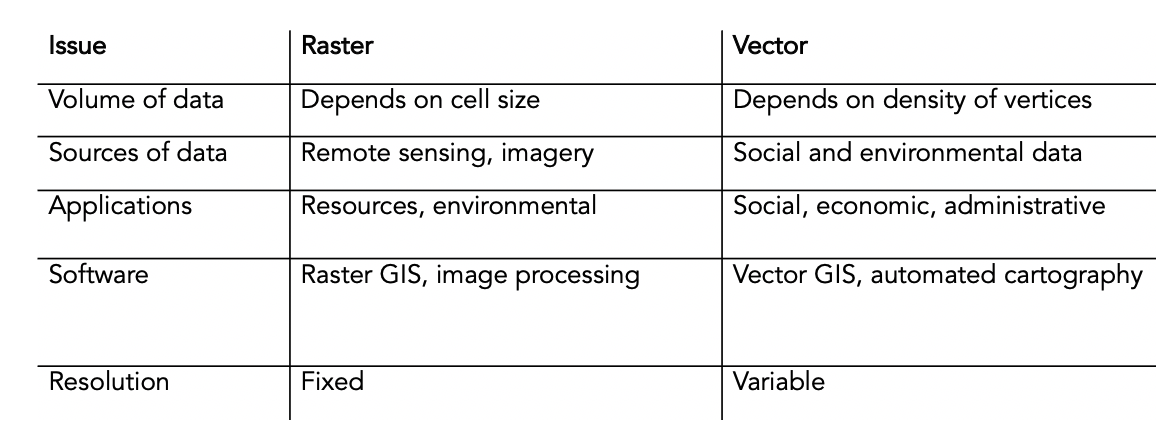 Issue Raster Vector
Volume of data Depends on cell size Depends on density of vertices
Sources of data Remote sensing, imagery Social and environmental data
Applications Resources, environmental Social, economic, administrative
Software Raster GIS, image processing Vector GIS, automated cartography
Resolution Fixed Variable